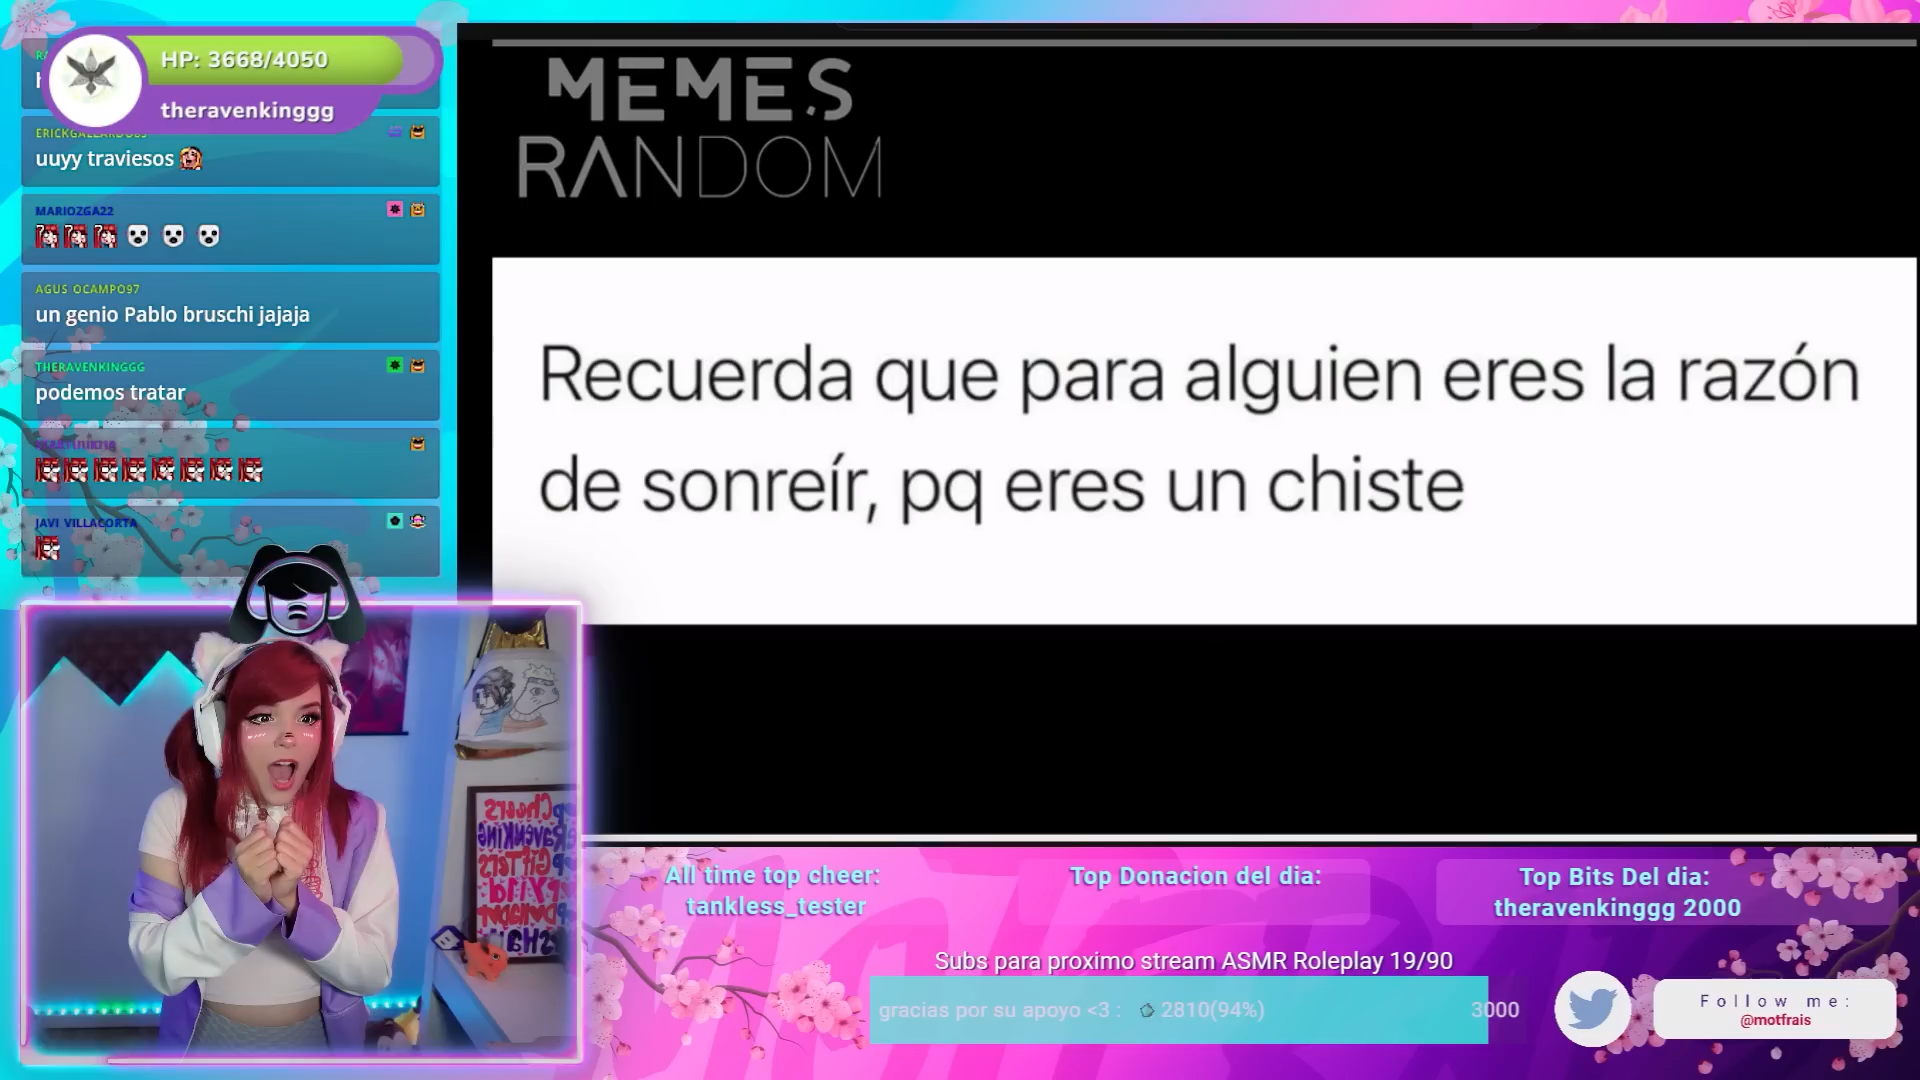 HP: 3668/4050
theravenkinggg
uuyy traviesos
MARIOZGA22
AGUS OCAMPO97
un genio Pablo bruschi jajaja
THERAVENKINGGG
podemos tratar
JAVI VILLACORTA
MEMES
RANDOM
Recuerda que para alguien eres la razón
de sonreír, pq eres un chiste
All time top cheer:
tankless_tester
Top Donacion del dia:
Top Bits Del dia:
theravenkinggg 2000
Subs para proximo stream ASMR Roleplay 19/90
gracias por su apoyo <3 : 2810(94%) 3000
Follow me:
@motfrais